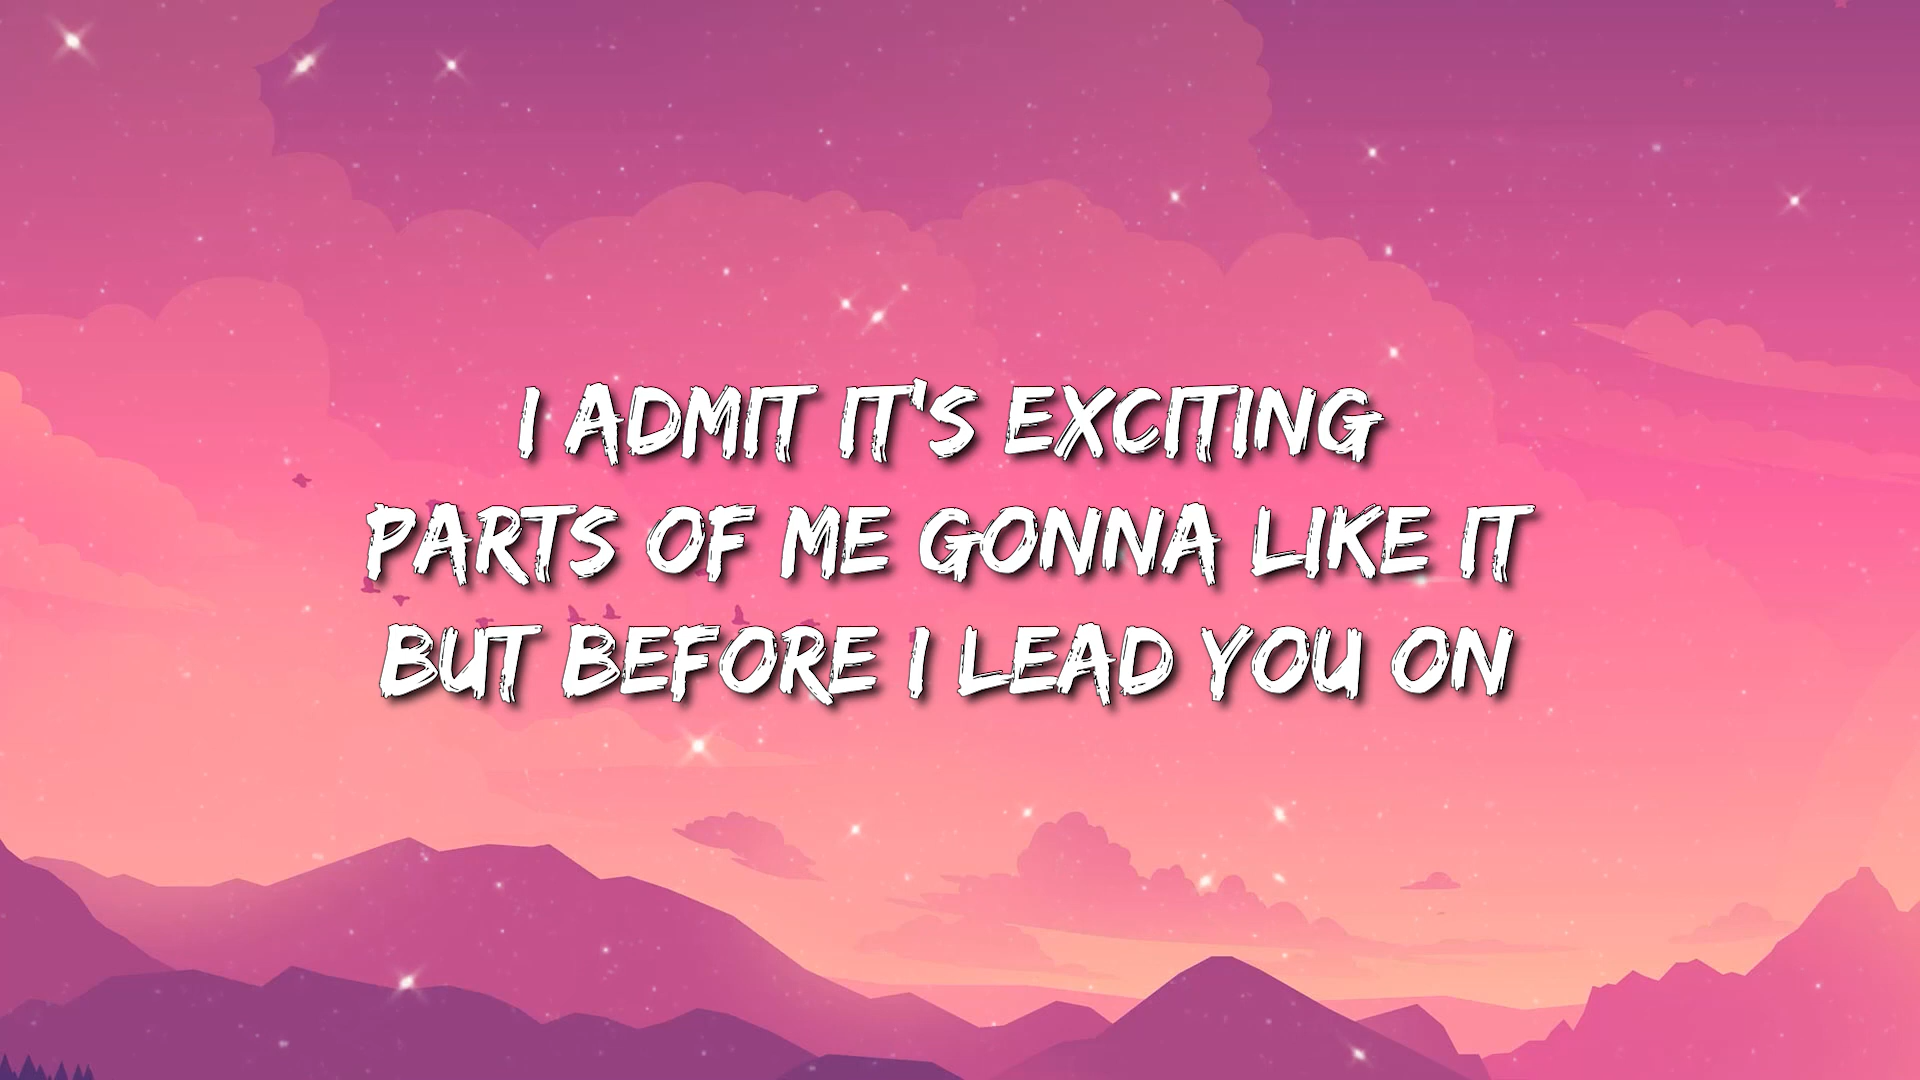 I ADMIT IT'S EXCITING
PARTS OF ME GONNA LIKE IT
BUT BEFORE I LEAD YOU ON